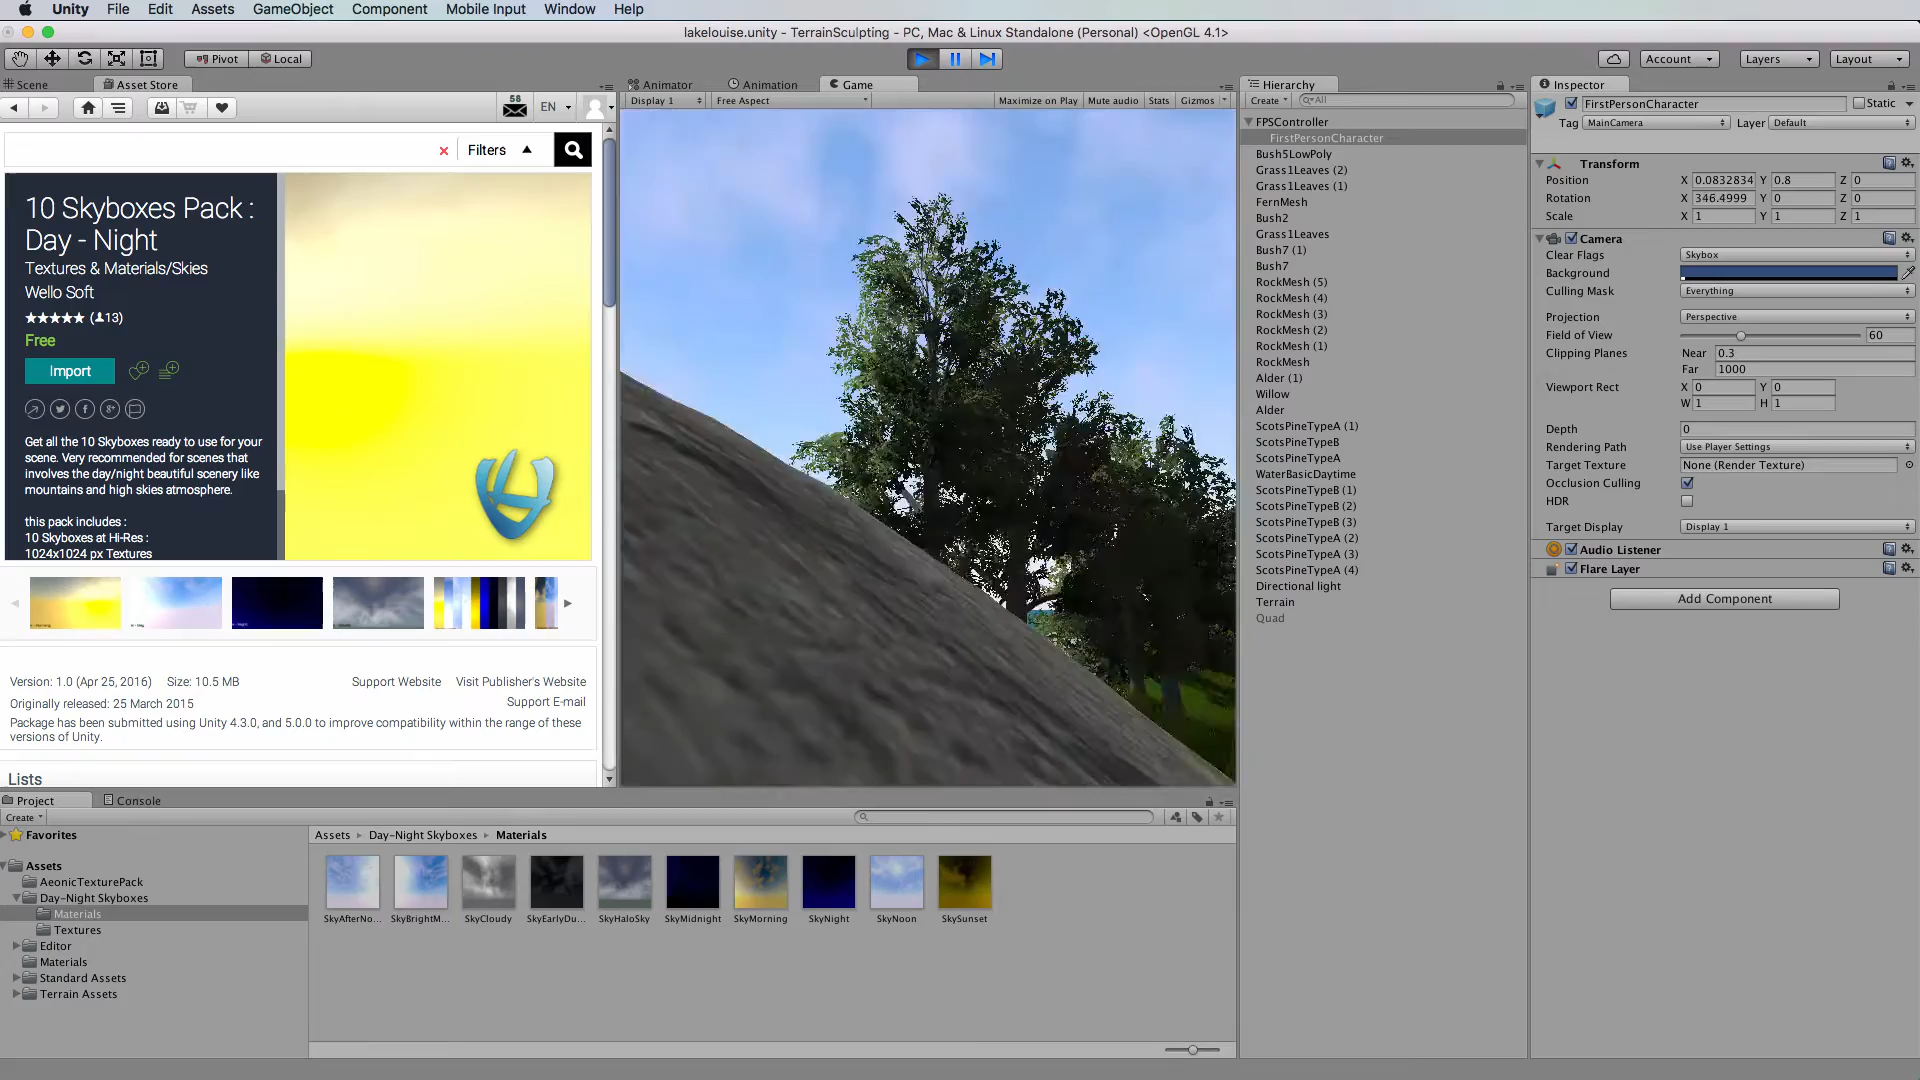 Unity File Edit Assets GameObject Component Mobile Input Window Help
lakelouise.unity - TerrainSculpting - PC, Mac & Linux Standalone (Personal) <OpenGL 4.1>
Pivot Local
Account Layers Layout
Scene Asset Store
58 EN
Filters
10 Skyboxes Pack :
Day - Night
Textures & Materials/Skies
Wello Soft
★★★★★ (13)
Free
Import
Get all the 10 Skyboxes ready to use for your
scene. Very recommended for scenes that
involves the day/night beautiful scenery like
mountains and high skies atmosphere.
this pack includes :
10 Skyboxes at Hi-Res :
1024x1024 px Textures
Version: 1.0 (Apr 25, 2016) Size: 10.5 MB Support Website Visit Publisher's Website
Originally released: 25 March 2015 Support E-mail
Package has been submitted using Unity 4.3.0, and 5.0.0 to improve compatibility within the range of these
versions of Unity.
Lists
Animator Animation Game
Display 1 Free Aspect Maximize on Play Mute audio Stats Gizmos
Hierarchy
Create All
FPSController
FirstPersonCharacter
Bush5LowPoly
Grass1Leaves (2)
Grass1Leaves (1)
FernMesh
Bush2
Grass1Leaves
Bush7 (1)
Bush7
RockMesh (5)
RockMesh (4)
RockMesh (3)
RockMesh (2)
RockMesh (1)
RockMesh
Alder (1)
Willow
Alder
ScotsPineTypeA (1)
ScotsPineTypeB
ScotsPineTypeA
WaterBasicDaytime
ScotsPineTypeB (1)
ScotsPineTypeB (2)
ScotsPineTypeB (3)
ScotsPineTypeA (2)
ScotsPineTypeA (3)
ScotsPineTypeA (4)
Directional light
Terrain
Quad
Inspector
FirstPersonCharacter Static
Tag MainCamera Layer Default
Transform
Position X 0.0832834 Y 0.8 Z 0
Rotation X 346.4999 Y 0 Z 0
Scale X 1 Y 1 Z 1
Camera
Clear Flags Skybox
Background
Culling Mask Everything
Projection Perspective
Field of View 60
Clipping Planes Near 0.3
Far 1000
Viewport Rect X 0 Y 0
W 1 H 1
Depth 0
Rendering Path Use Player Settings
Target Texture None (Render Texture)
Occlusion Culling
HDR
Target Display Display 1
Audio Listener
Flare Layer
Add Component
Project Console
Create
Favorites
Assets
AeonicTexturePack
Day-Night Skyboxes
Materials
Textures
Editor
Materials
Standard Assets
Terrain Assets
Assets Day-Night Skyboxes Materials
SkyAfterNo... SkyBrightM... SkyCloudy SkyEarlyDu... SkyHaloSky SkyMidnight SkyMorning SkyNight SkyNoon SkySunset